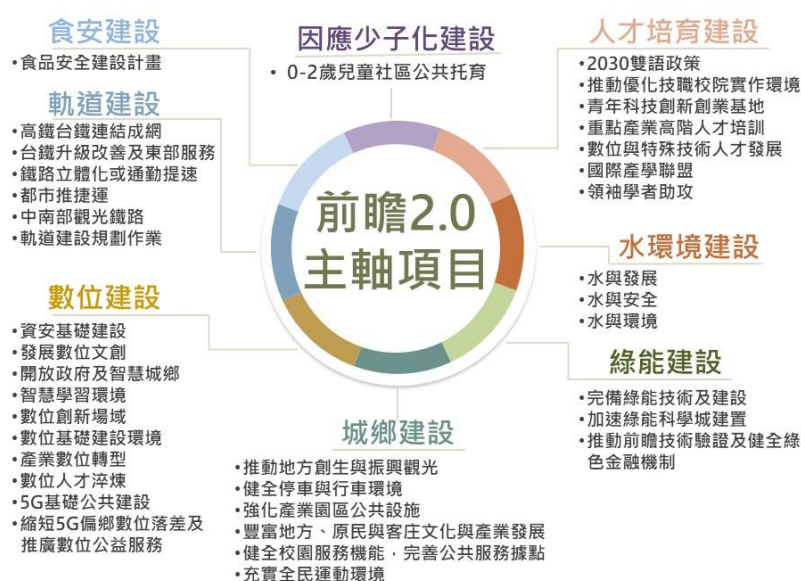 食安建設
•食品安全建設計畫
軌道建設
•高鐵台鐵連結成網
•台鐵升級改善及東部服務
•鐵路立體化或通勤提速
•都市推捷運
•中南部觀光鐵路
•軌道建設規劃作業
數位建設
•資安基礎建設
•發展數位文創
•開放政府及智慧城鄉
•智慧學習環境
•數位創新場域
•數位基礎建設環境
•產業數位轉型
•數位人才淬煉
•5G基礎公共建設
•縮短5G偏鄉數位落差及
推廣數位公益服務
因應少子化建設
• 0-2歲兒童社區公共托育
前瞻2.0
主軸項目
城鄉建設
•推動地方創生與振興觀光
•健全停車與行車環境
•強化產業園區公共設施
•豐富地方、原民與客庄文化與產業發展
•健全校園服務機能，完善公共服務據點
•充實全民運動環境
人才培育建設
•2030雙語政策
•推動優化技職校院實作環境
•青年科技創新創業基地
•重點產業高階人才培訓
•數位與特殊技術人才發展
•國際產學聯盟
•領袖學者助攻
水環境建設
•水與發展
•水與安全
•水與環境
綠能建設
•完備綠能技術及建設
•加速綠能科學城建置
•推動前瞻技術驗證及健全綠
色金融機制